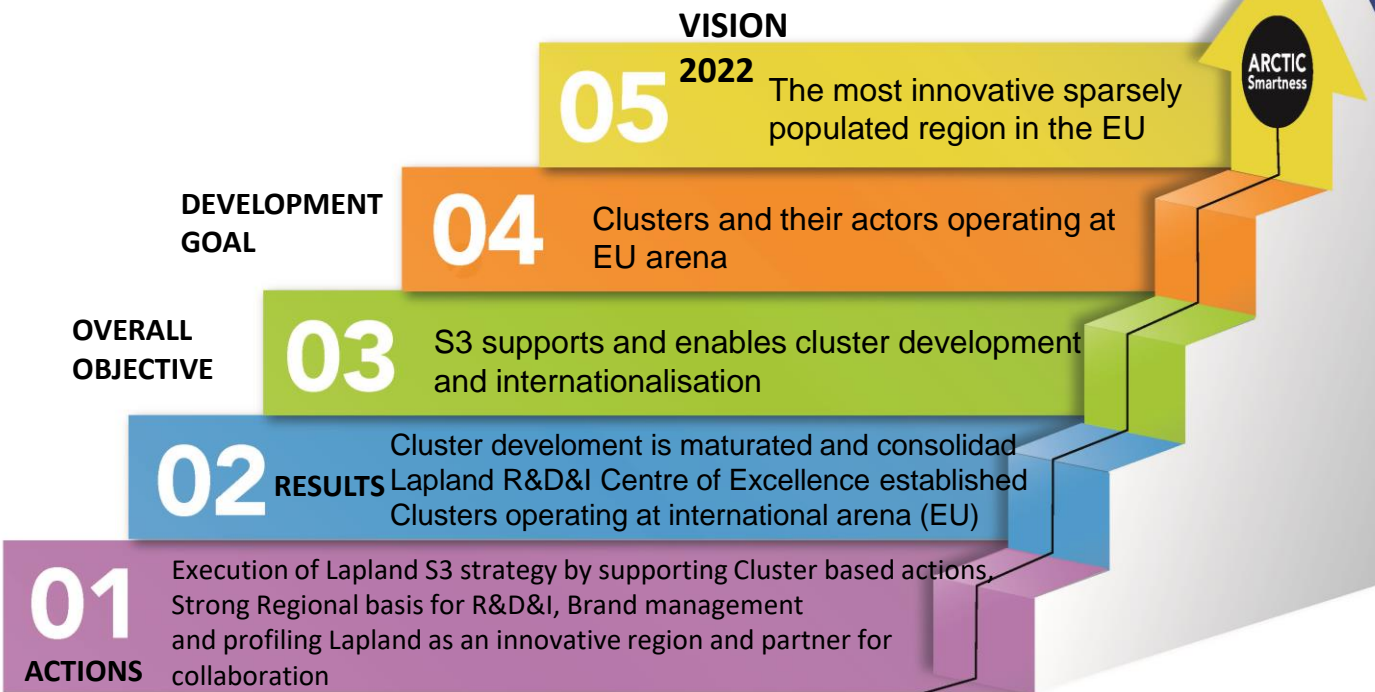 VISION
2022
05
The most innovative sparsely
populated region in the EU
ARCTIC
Smartness
DEVELOPMENT
GOAL
04
Clusters and their actors operating at
EU arena
OVERALL
OBJECTIVE
03
S3 supports and enables cluster development
and internationalisation
02
RESULTS
Cluster develoment is maturated and consolidad
Lapland R&D&I Centre of Excellence established
Clusters operating at international arena (EU)
01
ACTIONS
Execution of Lapland S3 strategy by supporting Cluster based actions,
Strong Regional basis for R&D&I, Brand management
and profiling Lapland as an innovative region and partner for
collaboration